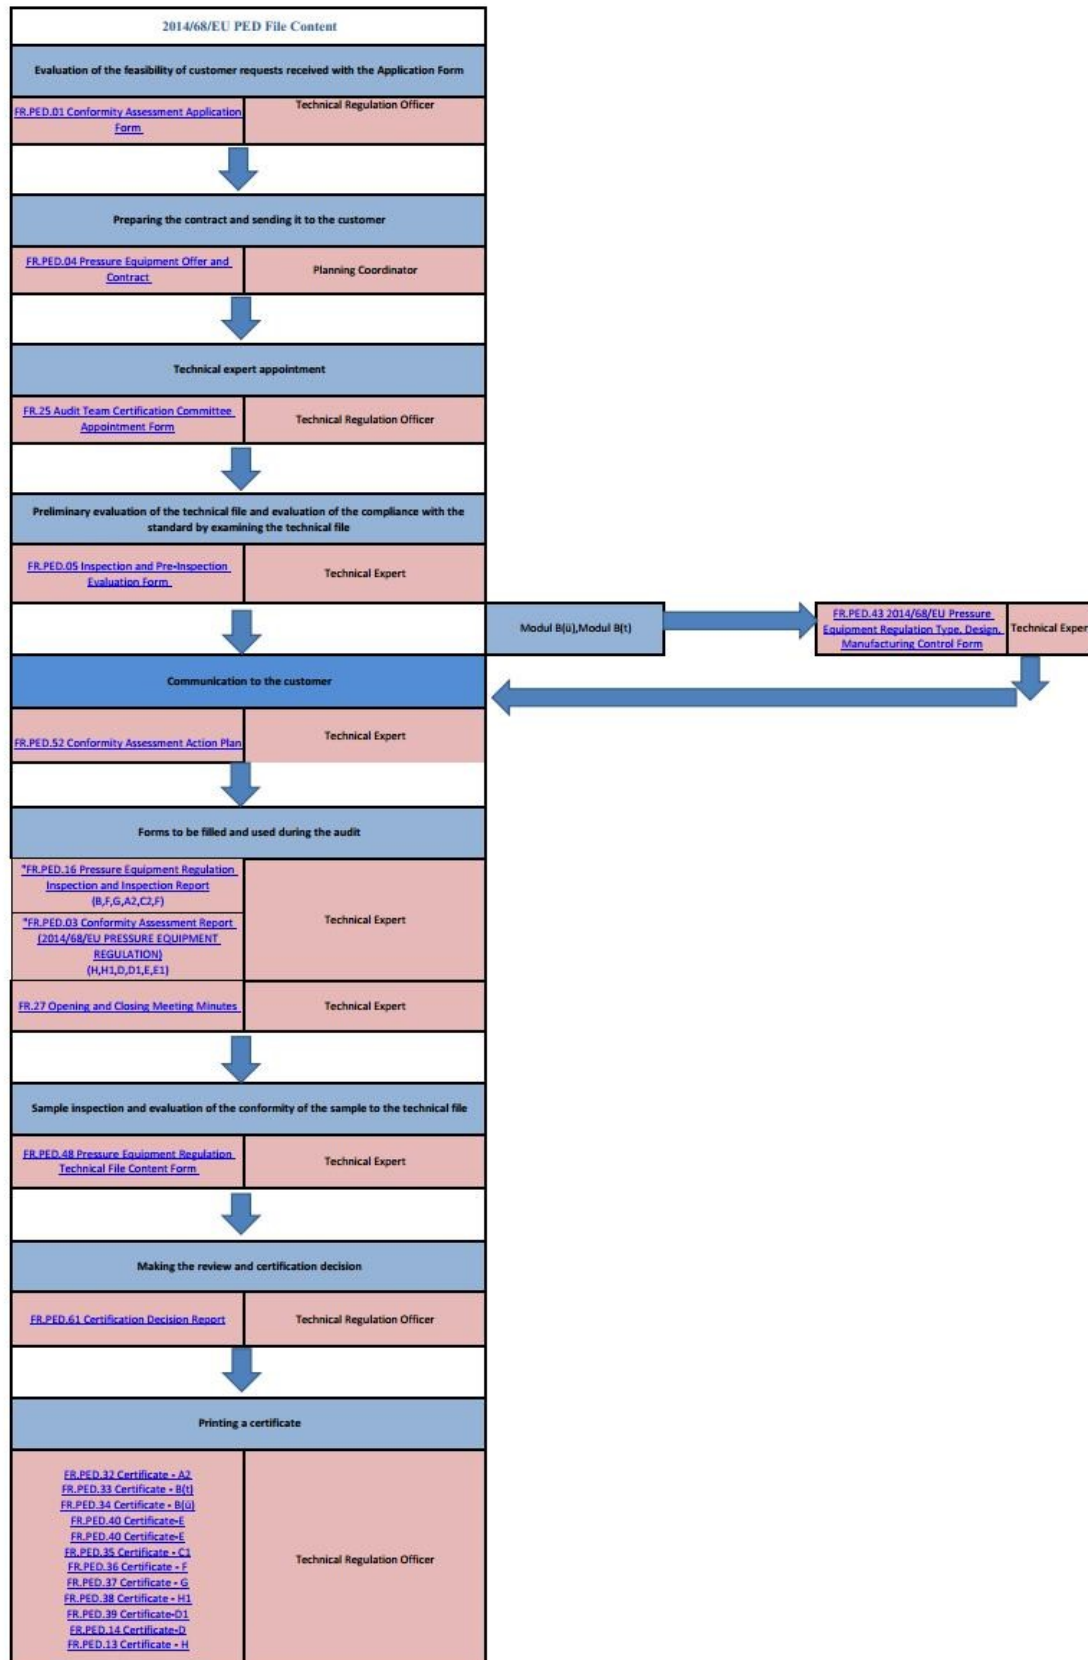 2014/68/EU PED File Content
Evaluation of the feasibility of customer requests received with the Application Form
FR.PED.01 Conformity Assessment Application
Form
Technical Regulation Officer
Preparing the contract and sending it to the customer
FR.PED.04 Pressure Equipment Offer and
Contract
Planning Coordinator
Technical expert appointment
FR.25 Audit Team Certification Committee
Appointment Form
Technical Regulation Officer
Preliminary evaluation of the technical file and evaluation of the compliance with the
standard by examining the technical file
FR.PED.05 Inspection and Pre-Inspection
Evaluation Form
Technical Expert
Modul B(ü),Modul B(t)
FR.PED.43 2014/68/EU Pressure
Equipment Regulation Type, Design,
Manufacturing Control Form
Technical Exper
Communication to the customer
FR.PED.52 Conformity Assessment Action Plan
Technical Expert
Forms to be filled and used during the audit
"FR.PED.16 Pressure Equipment Regulation
Inspection and Inspection Report
(B,F,G,A2,C2,F)
"FR.PED.03 Conformity Assessment Report
(2014/68/EU PRESSURE EQUIPMENT
REGULATION)
(H,H1,D,D1,E,E1)
Technical Expert
FR.27 Opening and Closing Meeting Minutes
Technical Expert
Sample inspection and evaluation of the conformity of the sample to the technical file
FR.PED.48 Pressure Equipment Regulation
Technical File Content Form
Technical Expert
Making the review and certification decision
FR.PED.61 Certification Decision Report
Technical Regulation Officer
Printing a certificate
FR.PED.32 Certificate - A2
FR.PED.33 Certificate - B(t)
FR.PED.34 Certificate - B(ü)
FR.PED.40 Certificate-E
FR.PED.40 Certificate-E
FR.PED.35 Certificate - C1
FR.PED.36 Certificate - F
FR.PED.37 Certificate - G
FR.PED.38 Certificate - H1
FR.PED.39 Certificate-D1
FR.PED.14 Certificate-D
FR.PED.13 Certificate - H
Technical Regulation Officer